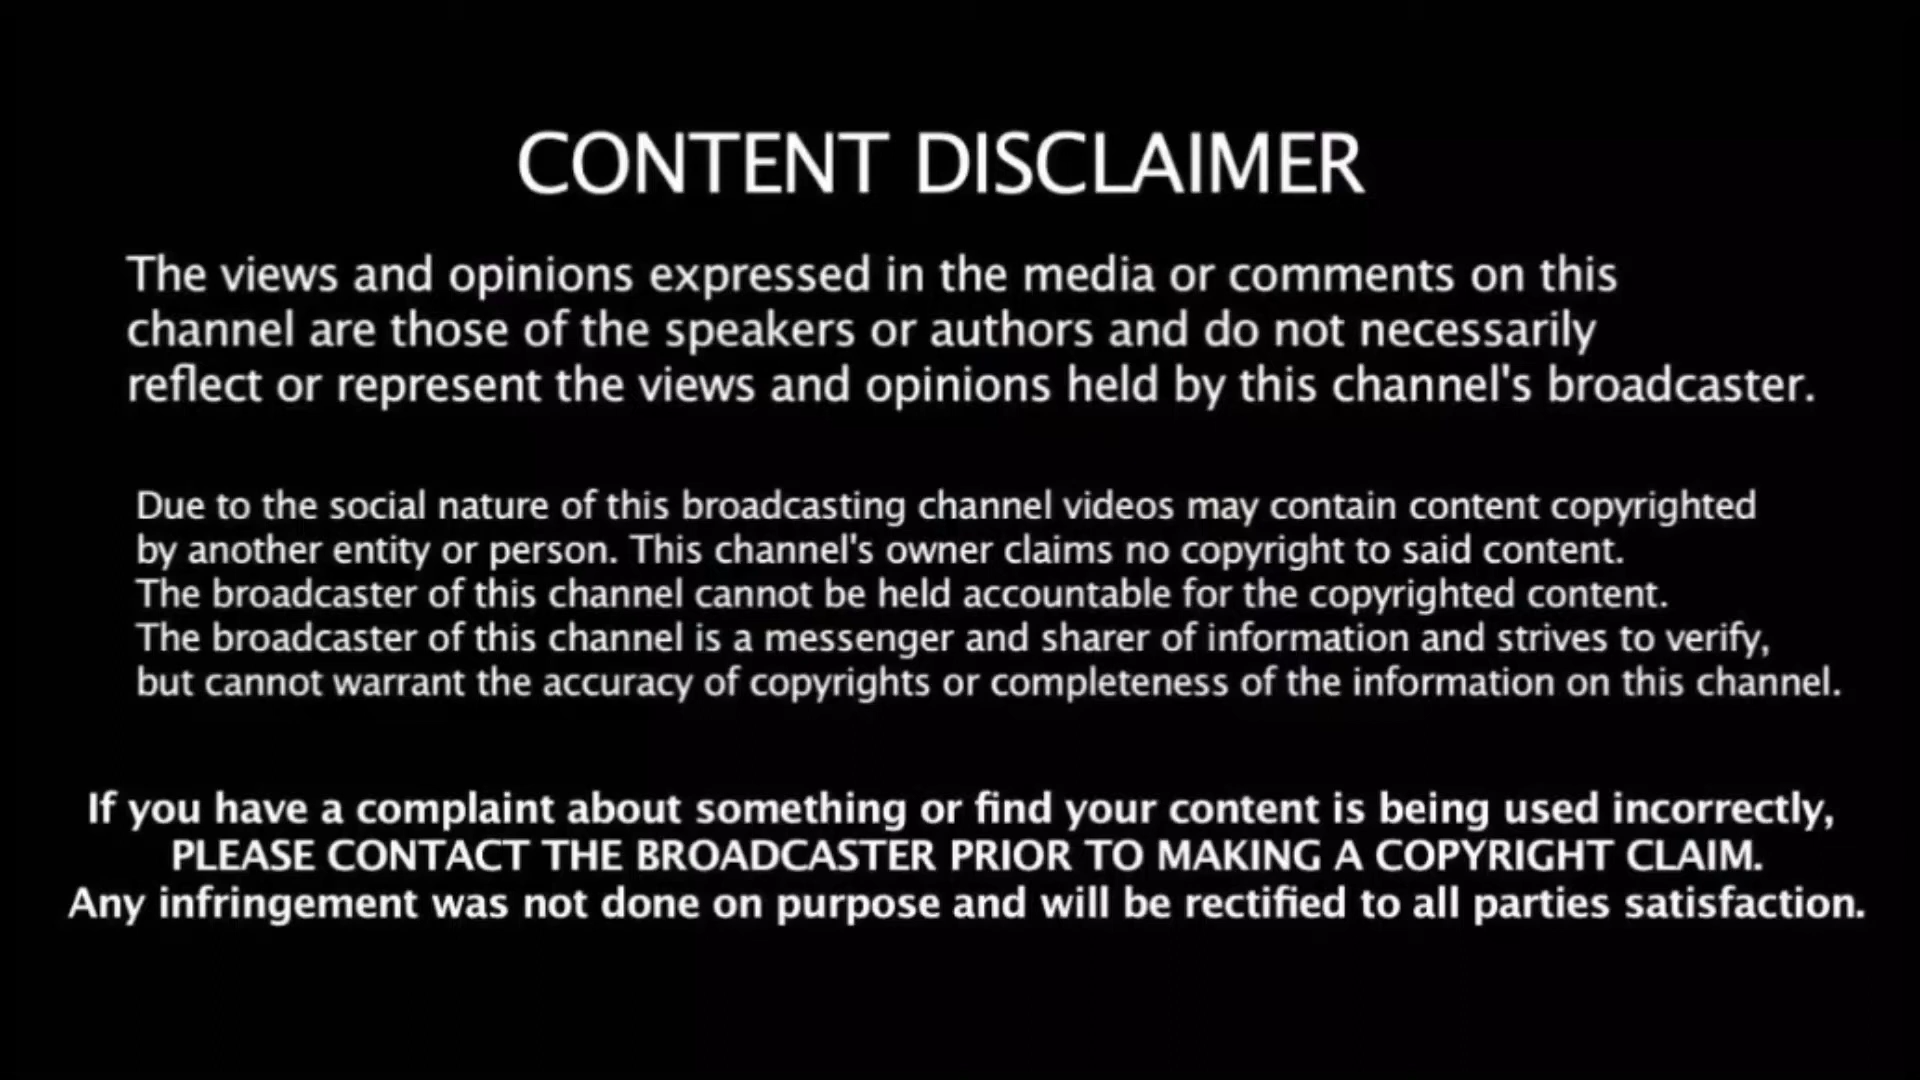 CONTENT DISCLAIMER
The views and opinions expressed in the media or comments on this
channel are those of the speakers or authors and do not necessarily
reflect or represent the views and opinions held by this channel's broadcaster.
Due to the social nature of this broadcasting channel videos may contain content copyrighted
by another entity or person. This channel's owner claims no copyright to said content.
The broadcaster of this channel cannot be held accountable for the copyrighted content.
The broadcaster of this channel is a messenger and sharer of information and strives to verify,
but cannot warrant the accuracy of copyrights or completeness of the information on this channel.
If you have a complaint about something or find your content is being used incorrectly,
PLEASE CONTACT THE BROADCASTER PRIOR TO MAKING A COPYRIGHT CLAIM.
Any infringement was not done on purpose and will be rectified to all parties satisfaction.